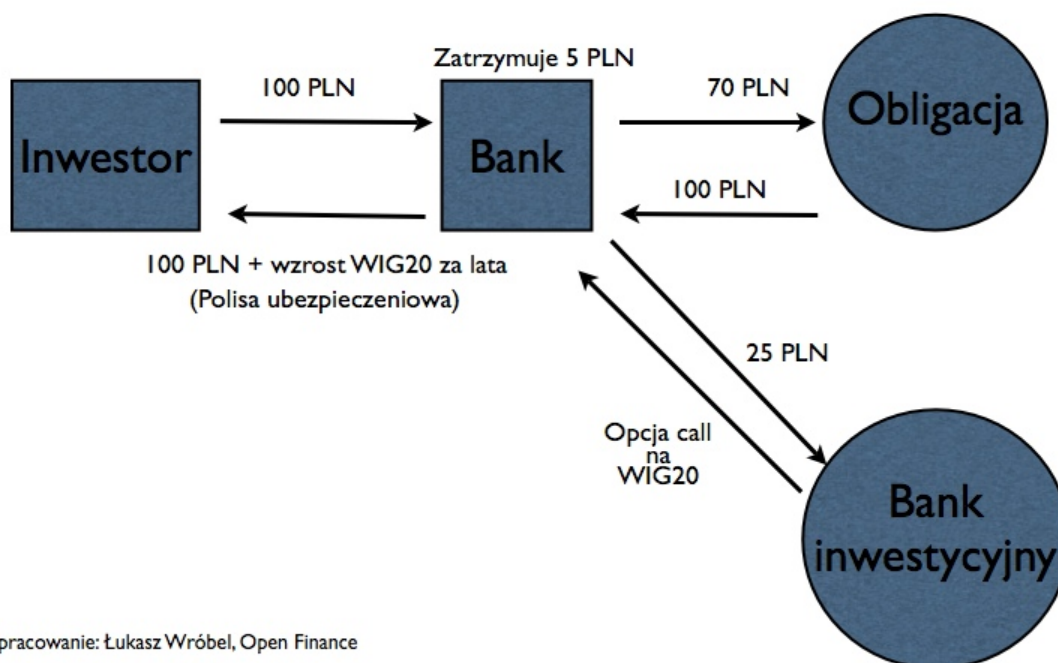 Zatrzymuje 5 PLN
100 PLN
70 PLN
Inwestor
Bank
Obligacja
100 PLN
100 PLN + wzrost WIG20 za lata
(Polisa ubezpieczeniowa)
25 PLN
Opcja call
na
WIG20
Bank
inwestycyjny
pracowanie: Łukasz Wróbel, Open Finance